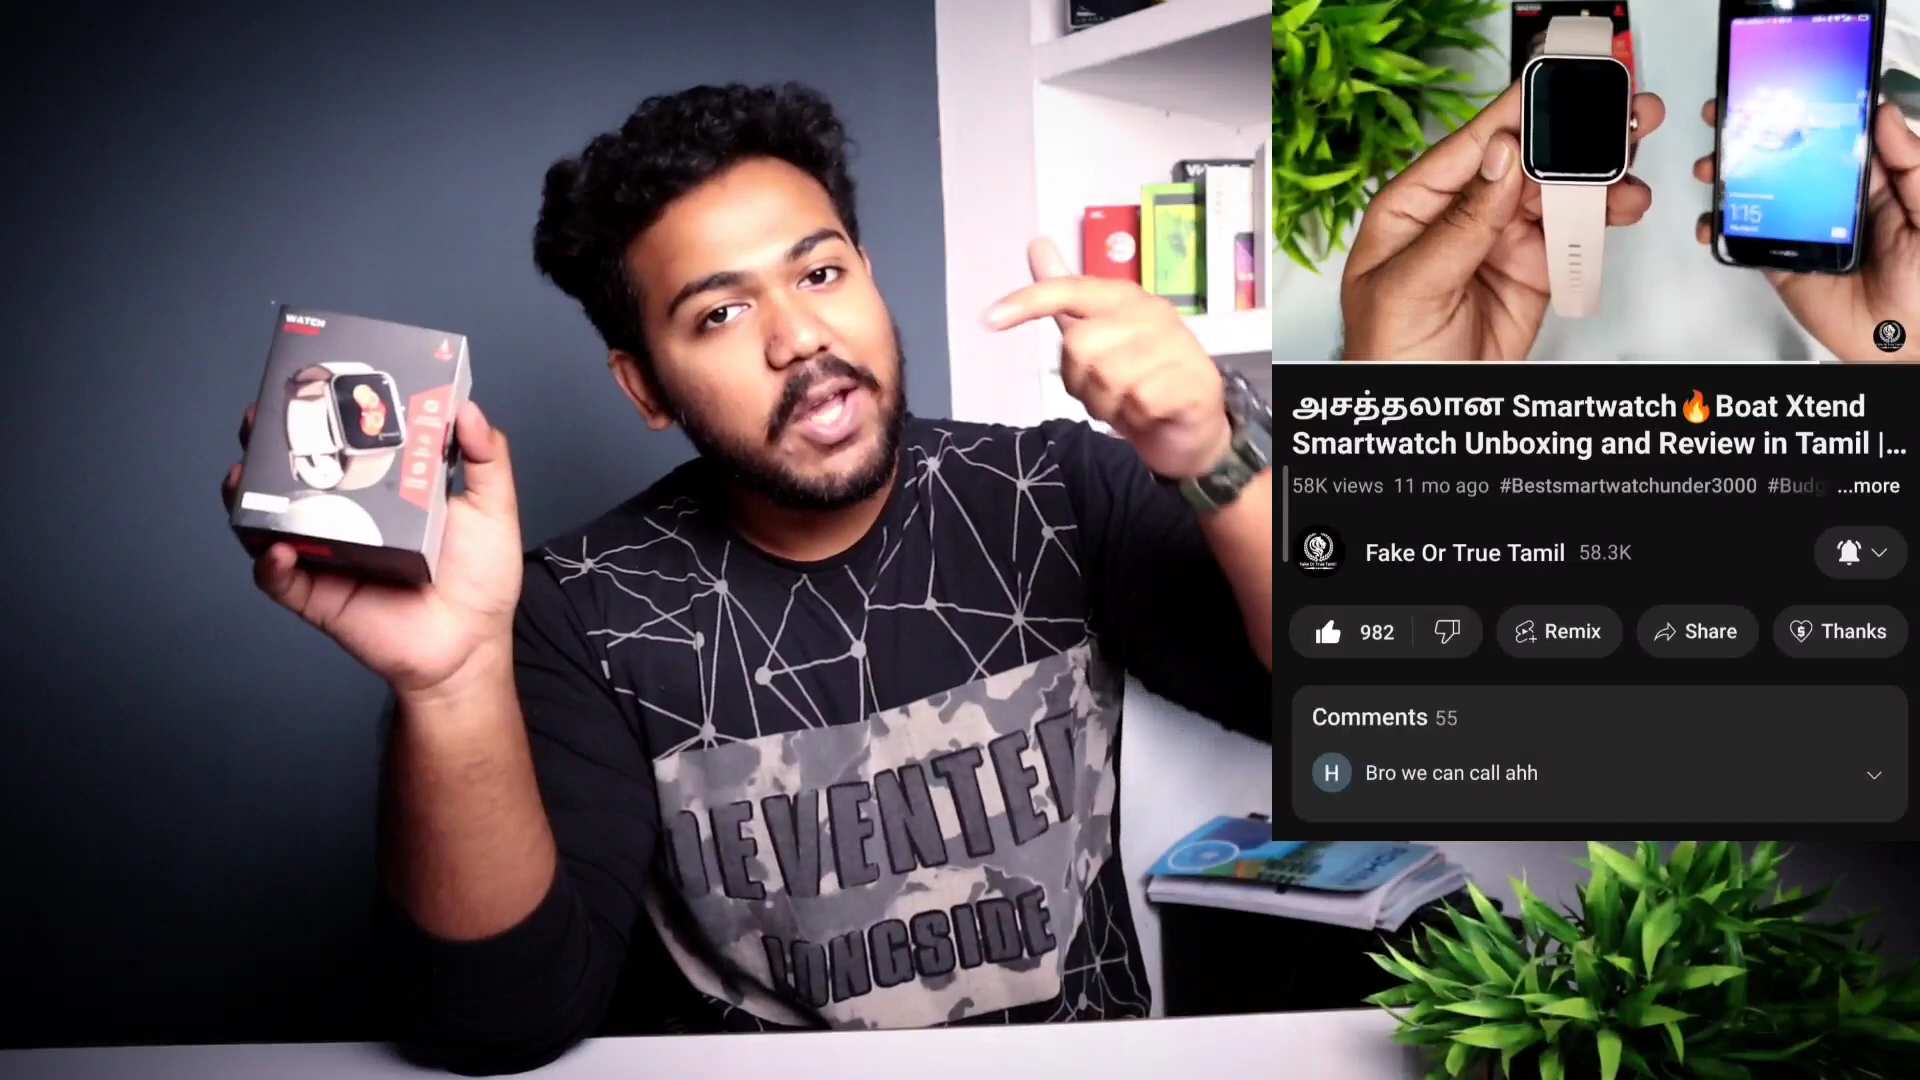 WATCH
1:15
அசத்தலான Smartwatch🔥Boat Xtend
Smartwatch Unboxing and Review in Tamil |...
58K views 11 mo ago #Bestsmartwatchunder3000 #Budg ...more
Fake Or True Tamil 58.3K
982 Remix Share Thanks
Comments 55
H Bro we can call ahh
EVENTED
LONGSIDE